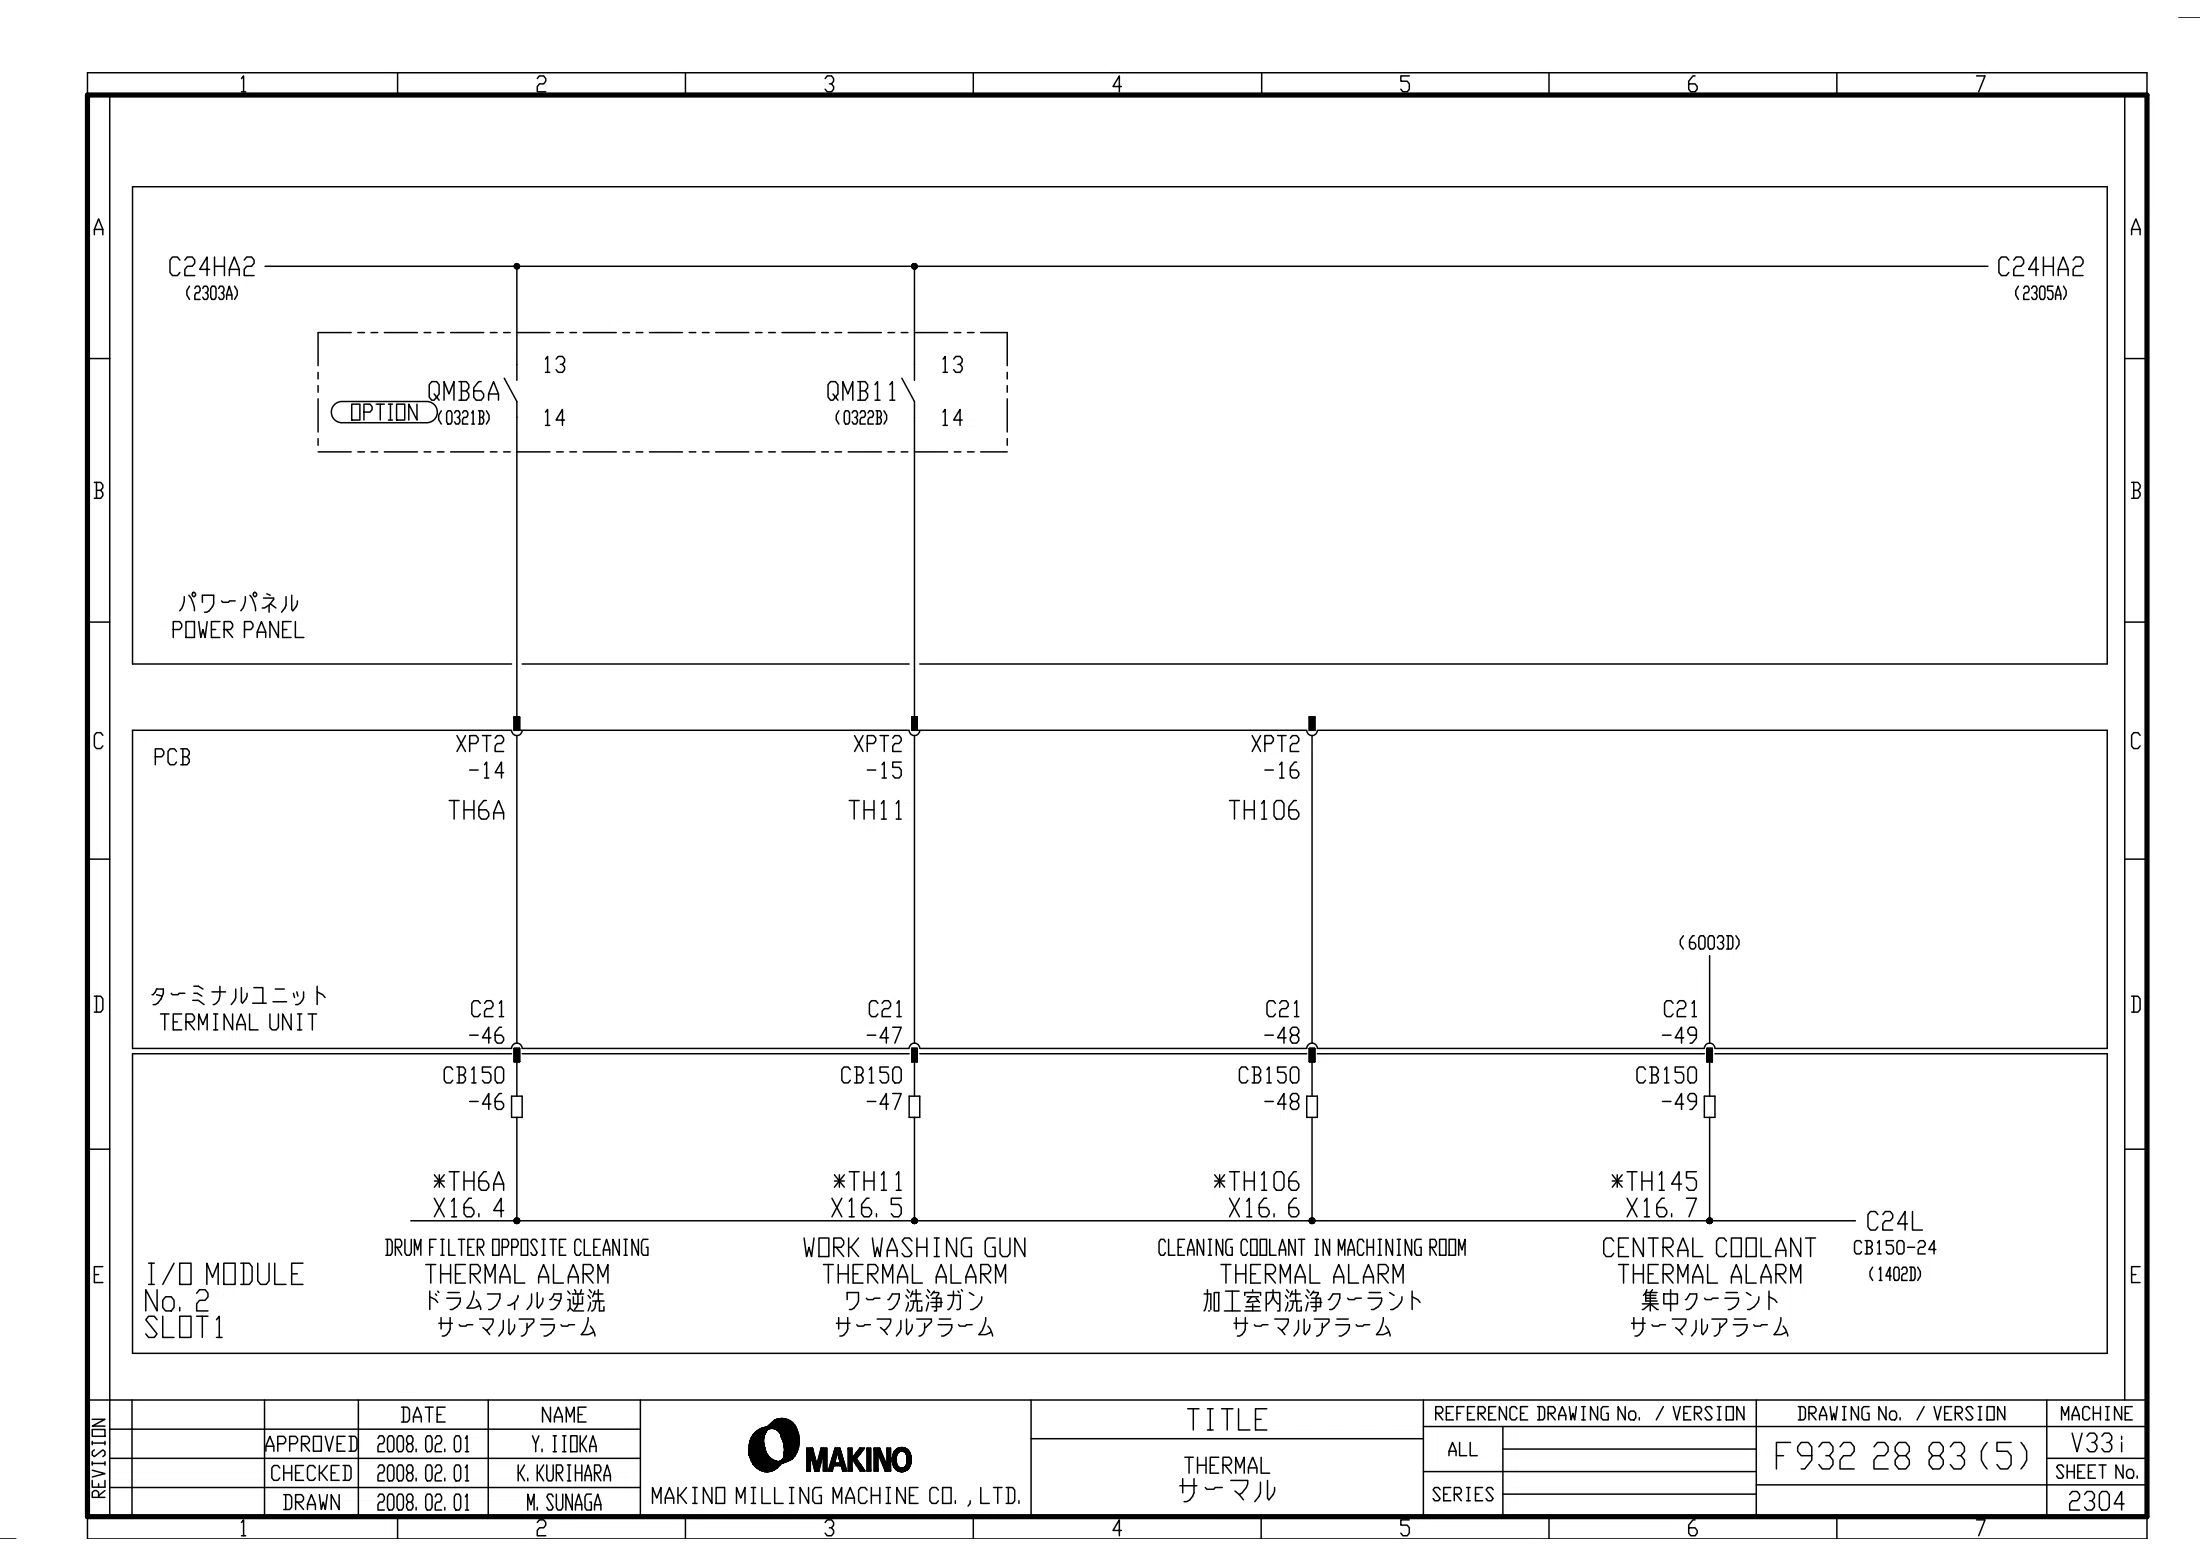 1 2 3 4 5 6 7
A A
C24HA2 C24HA2
(2303A) (2305A)
13 13
QMB6A QMB11
OPTION (0321B) (0322B)
14 14
B B
パワーパネル
POWER PANEL
C C
PCB
XPT2 XPT2 XPT2
-14 -15 -16
TH6A TH11 TH106
(6003D)
D D
ターミナルユニット
TERMINAL UNIT
C21 C21 C21 C21
-46 -47 -48 -49
CB150 CB150 CB150 CB150
-46 -47 -48 -49
*TH6A *TH11 *TH106 *TH145
X16.4 X16.5 X16.6 X16.7
C24L
CB150-24
(1402D)
E E
I/O MODULE
No.2
SLOT1
DRUM FILTER OPPOSITE CLEANING
THERMAL ALARM
ドラムフィルタ逆洗
サーマルアラーム
WORK WASHING GUN
THERMAL ALARM
ワーク洗浄ガン
サーマルアラーム
CLEANING COOLANT IN MACHINING ROOM
THERMAL ALARM
加工室内洗浄クーラント
サーマルアラーム
CENTRAL COOLANT
THERMAL ALARM
集中クーラント
サーマルアラーム
REVISION
DATE NAME
APPROVED 2008.02.01 Y.IIOKA
CHECKED 2008.02.01 K.KURIHARA
DRAWN 2008.02.01 M.SUNAGA
MAKINO
MAKINO MILLING MACHINE CO.,LTD.
TITLE
THERMAL
サーマル
REFERENCE DRAWING No. / VERSION
ALL
SERIES
DRAWING No. / VERSION
F932 28 83(5)
MACHINE
V33i
SHEET No.
2304
1 2 3 4 5 6 7